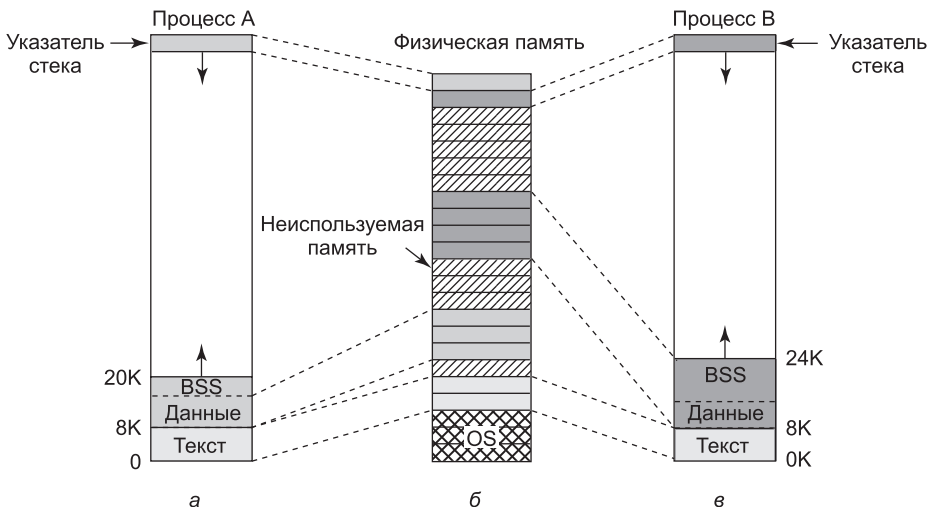 Процесс А
Указатель
стека
Физическая память
Процесс В
Указатель
стека
Неиспользуемая
память
20K
BSS
Данные
8K
Текст
0
OS
24K
BSS
Данные
8K
Текст
0K
а
б
в